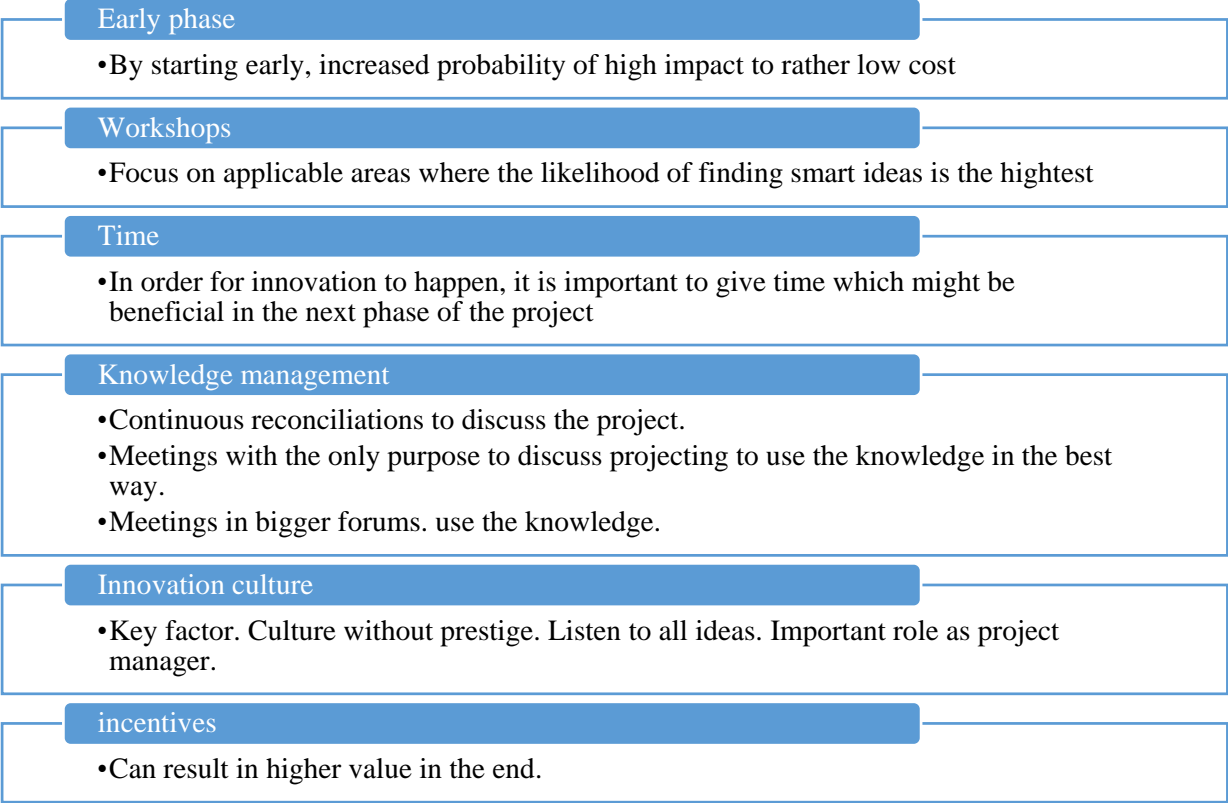 Early phase
•By starting early, increased probability of high impact to rather low cost
Workshops
•Focus on applicable areas where the likelihood of finding smart ideas is the hightest
Time
•In order for innovation to happen, it is important to give time which might be
beneficial in the next phase of the project
Knowledge management
•Continuous reconciliations to discuss the project.
•Meetings with the only purpose to discuss projecting to use the knowledge in the best
way.
•Meetings in bigger forums. use the knowledge.
Innovation culture
•Key factor. Culture without prestige. Listen to all ideas. Important role as project
manager.
incentives
•Can result in higher value in the end.